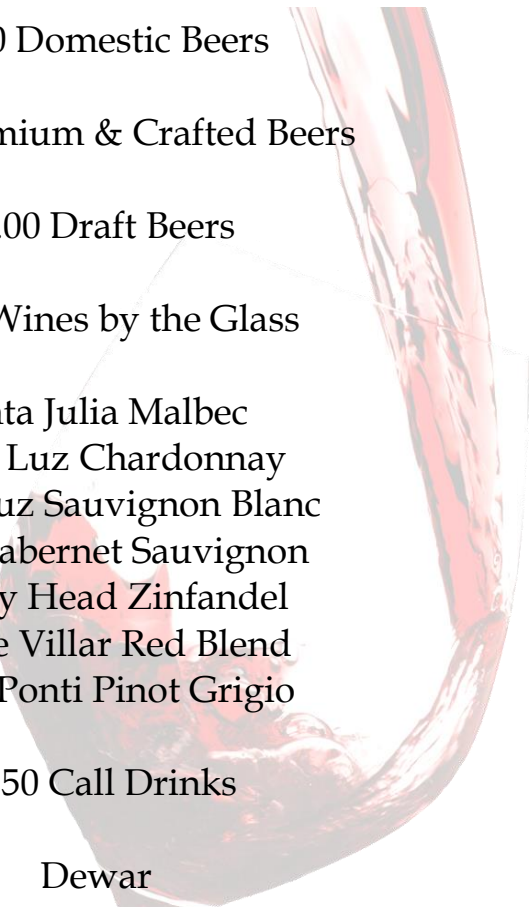 0 Domestic Beers
mium & Crafted Beers
.00 Draft Beers
Wines by the Glass
ta Julia Malbec
Luz Chardonnay
uz Sauvignon Blanc
abernet Sauvignon
y Head Zinfandel
e Villar Red Blend
Ponti Pinot Grigio
50 Call Drinks
Dewar